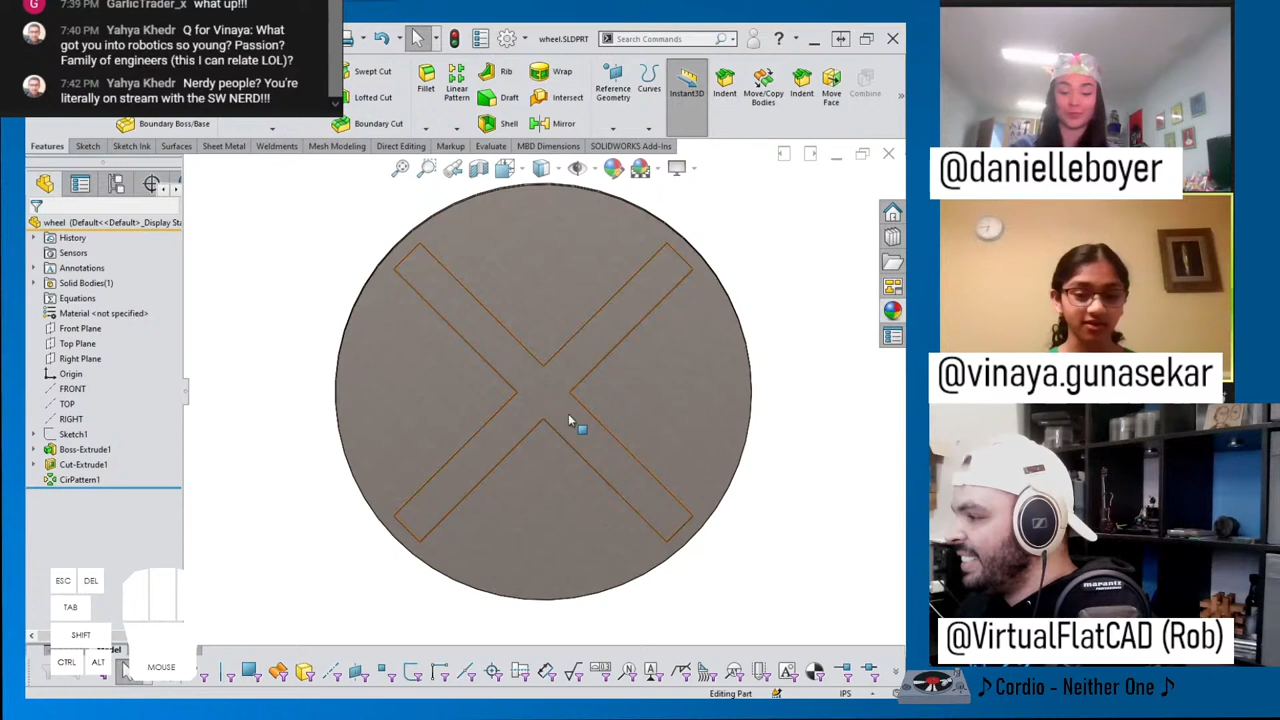 G 7:39 PM GarlicTrader_x what up!!!
7:40 PM Yahya Khedr Q for Vinaya: What
got you into robotics so young? Passion?
Family of engineers (this I can relate LOL)?
7:42 PM Yahya Khedr Nerdy people? You're
literally on stream with the SW NERD!!!
wheel.SLDPRT
Search Commands
Swept Cut
Lofted Cut
Boundary Boss/Base
Boundary Cut
Fillet
Linear
Pattern
Rib
Draft
Shell
Wrap
Intersect
Mirror
Reference
Geometry
Curves
Instant3D
Indent
Move/Copy
Bodies
Indent
Move
Face
Combine
Features
Sketch
Sketch Ink
Surfaces
Sheet Metal
Weldments
Mesh Modeling
Direct Editing
Markup
Evaluate
MBD Dimensions
SOLIDWORKS Add-Ins
wheel (Default<<Default>_Display Sta
History
Sensors
Annotations
Solid Bodies(1)
Equations
Material <not specified>
Front Plane
Top Plane
Right Plane
Origin
FRONT
TOP
RIGHT
Sketch1
Boss-Extrude1
Cut-Extrude1
CirPattern1
ESC
DEL
TAB
SHIFT
CTRL
ALT
MOUSE
Editing Part
IPS
@danielleboyer
@vinaya.gunasekar
marantz
@VirtualFlatCAD (Rob)
♪ Cordio - Neither One ♪